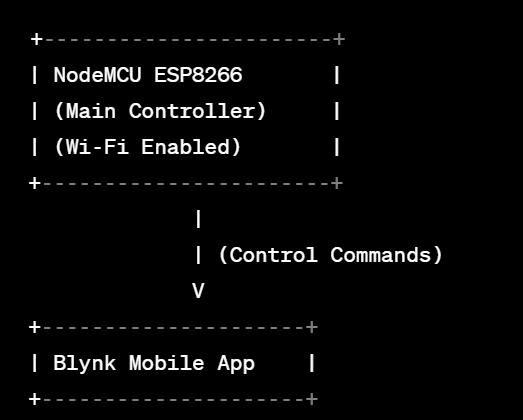 +-----------------------+
| NodeMCU ESP8266       |
| (Main Controller)     |
| (Wi-Fi Enabled)       |
+-----------------------+
             |
             | (Control Commands)
             V
+---------------------+
| Blynk Mobile App    |
+---------------------+